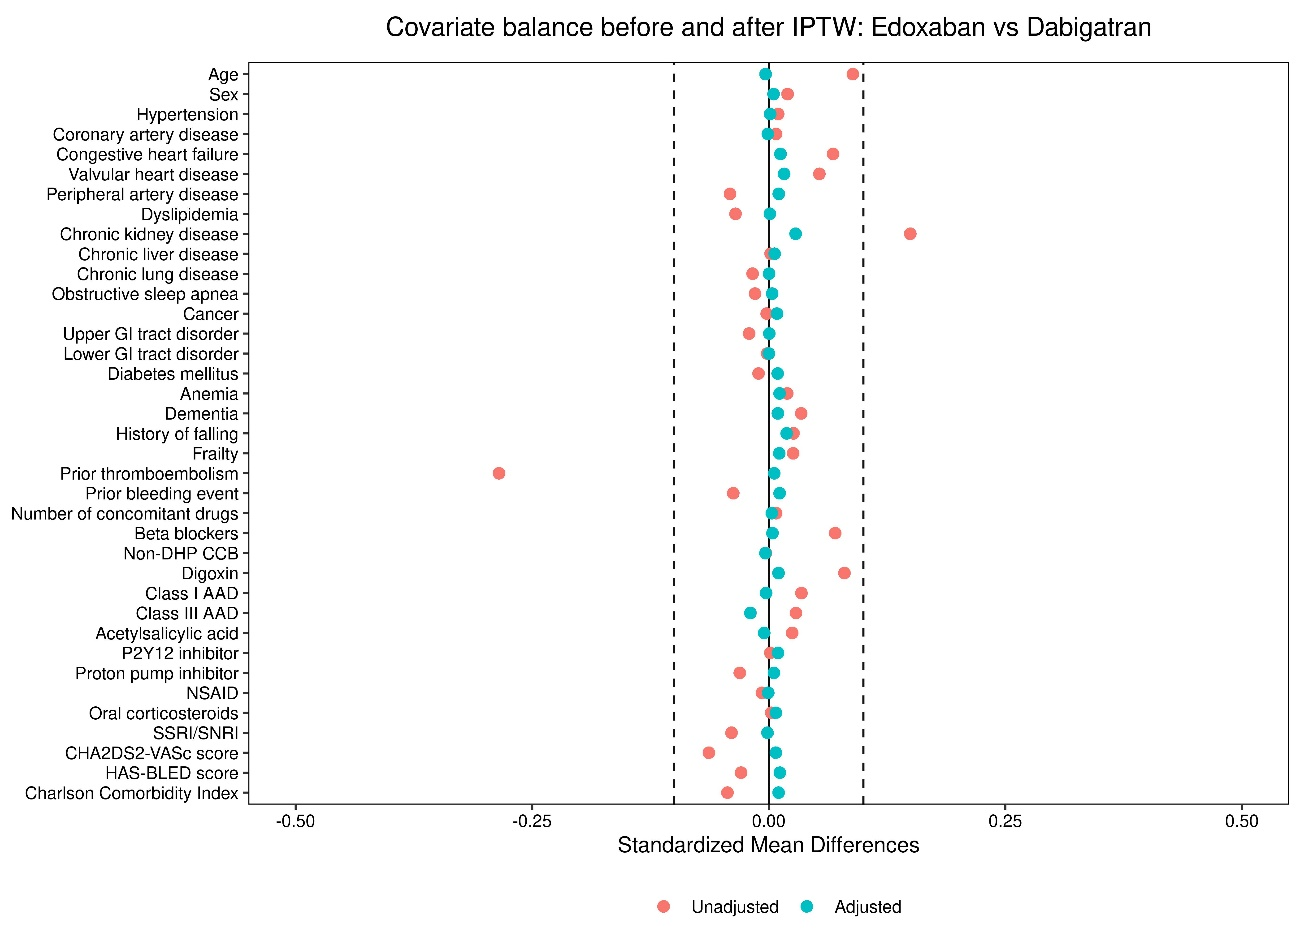 Covariate balance before and after IPTW: Edoxaban vs Dabigatran
Age
Sex
Hypertension
Coronary artery disease
Congestive heart failure
Valvular heart disease
Peripheral artery disease
Dyslipidemia
Chronic kidney disease
Chronic liver disease
Chronic lung disease
Obstructive sleep apnea
Cancer
Upper GI tract disorder
Lower GI tract disorder
Diabetes mellitus
Anemia
Dementia
History of falling
Frailty
Prior thromboembolism
Prior bleeding event
Number of concomitant drugs
Beta blockers
Non-DHP CCB
Digoxin
Class I AAD
Class III AAD
Acetylsalicylic acid
P2Y12 inhibitor
Proton pump inhibitor
NSAID
Oral corticosteroids
SSRI/SNRI
CHA2DS2-VASc score
HAS-BLED score
Charlson Comorbidity Index
-0.50 -0.25 0.00 0.25 0.50
Standardized Mean Differences
Unadjusted Adjusted